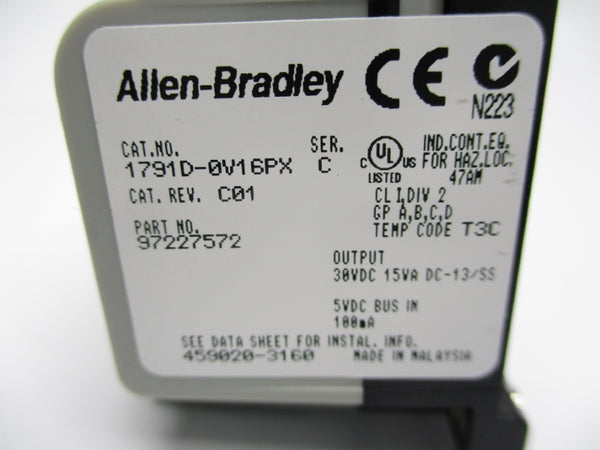 Allen-Bradley CE N223
CAT.NO. SER.
1791D-0V16PX C
CAT. REV. C01
PART NO.
97227572
C UL US LISTED
IND.CONT.EQ.
FOR HAZ.LOC.
47AM
CL I,DIV 2
GP A,B,C,D
TEMP CODE T3C
OUTPUT
30VDC 15VA DC-13/SS
5VDC BUS IN
100mA
SEE DATA SHEET FOR INSTAL. INFO.
459020-3160 MADE IN MALAYSIA